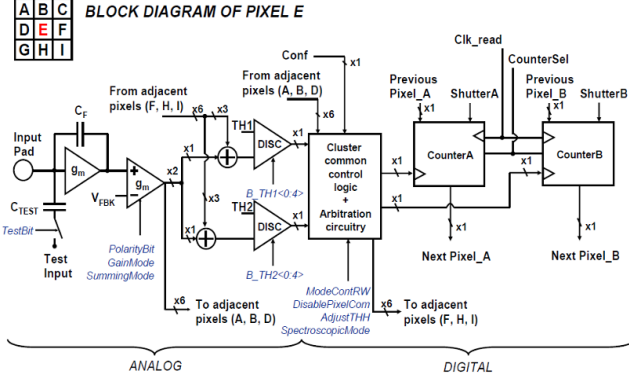 BLOCK DIAGRAM OF PIXEL E
A B C
D E F
G H I
Conf
x1
Clk_read
CounterSel
From adjacent
pixels (F, H, I)
x6 x3
From adjacent
pixels (A, B, D)
x6
Previous
Pixel_A
x1
ShutterA
Previous
Pixel_B
x1
ShutterB
Input
Pad
CF
gm
+
gm
−
VFBK
CTEST
TestBit
Test
Input
x2
x1
x3
x1
TH1
DISC
x1
B_TH1<0:4>
TH2
DISC
x1
B_TH2<0:4>
PolarityBit
GainMode
SummingMode
Cluster
common
control
logic
+
Arbitration
circuitry
x1
x1
CounterA
CounterB
x1
Next Pixel_A
x1
Next Pixel_B
ModeContRW
DisablePixelCom
AdjustTHH
SpectroscopicMode
x6
To adjacent
pixels (A, B, D)
x6
To adjacent
pixels (F, H, I)
ANALOG
DIGITAL